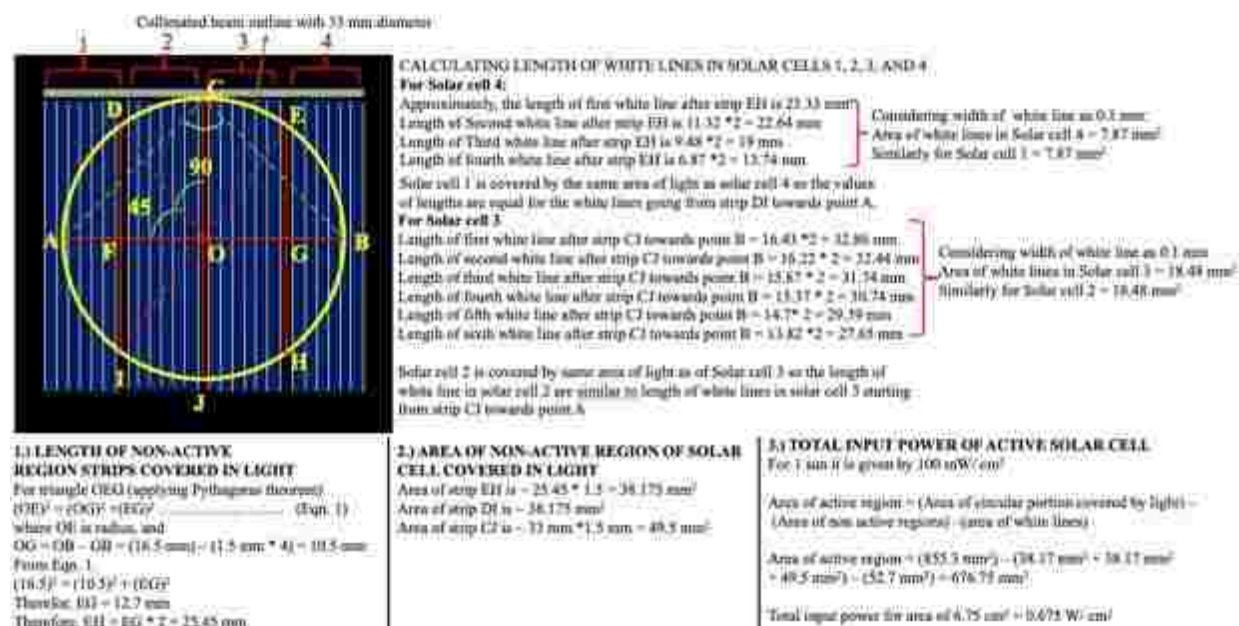 Collimated beam outline with 33 mm diameter
1 2 3 4
C
D E
90
45
A F O G B
I H
J
CALCULATING LENGTH OF WHITE LINES IN SOLAR CELLS 1, 2, 3, AND 4
For Solar cell 4:
Approximately, the length of first white line after strip EH is 23.33 mm
Length of Second white line after strip EH is 11.32 *2 = 22.64 mm
Length of Third white line after strip EH is 9.48 *2 = 19 mm
Length of fourth white line after strip EH is 6.87 *2 = 13.74 mm
Considering width of white line as 0.1 mm
Area of white lines in Solar cell 4 = 7.87 mm²
Similarly for Solar cell 1 = 7.87 mm²
Solar cell 1 is covered by the same area of light as solar cell 4 so the values
of lengths are equal for the white lines going from strip DI towards point A.
For Solar cell 3
Length of first white line after strip CJ towards point B = 16.43 *2 = 32.86 mm
Length of second white line after strip CJ towards point B = 16.22 * 2 = 32.44 mm
Length of third white line after strip CJ towards point B = 15.87 * 2 = 31.74 mm
Length of fourth white line after strip CJ towards point B = 15.37 * 2 = 30.74 mm
Length of fifth white line after strip CJ towards point B = 14.7* 2 = 29.39 mm
Length of sixth white line after strip CJ towards point B = 13.82 *2 = 27.65 mm
Considering width of white line as 0.1 mm
Area of white lines in Solar cell 3 = 18.48 mm²
Similarly for Solar cell 2 = 18.48 mm²
Solar cell 2 is covered by same area of light as of Solar cell 3 so the length of
white line in solar cell 2 are similar to length of white lines in solar cell 3 starting
from strip CJ towards point A
1.) LENGTH OF NON-ACTIVE
REGION STRIPS COVERED IN LIGHT
For triangle OEG (applying Pythagoras theorem)
(OE)² = (OG)² +(EG)² (Eqn. 1)
where OE is radius, and
OG = OB – GB = (16.5 mm) – (1.5 mm * 4) = 10.5 mm
From Eqn. 1
(16.5)² = (10.5)² + (EG)²
Therefor, EG = 12.7 mm
Therefore, EH = EG * 2 = 25.45 mm
2.) AREA OF NON-ACTIVE REGION OF SOLAR
CELL COVERED IN LIGHT
Area of strip EH is – 25.45 * 1.5 = 38.175 mm²
Area of strip DI is – 38.175 mm²
Area of strip CJ is – 33 mm *1.5 mm = 49.5 mm²
3.) TOTAL INPUT POWER OF ACTIVE SOLAR CELL
For 1 sun it is given by 100 mW/ cm²
Area of active region = (Area of circular portion covered by light) –
(Area of non active regions) –(area of white lines)
Area of active region = (855.3 mm²) – (38.17 mm² + 38.17 mm²
+ 49.5 mm²) – (52.7 mm²) = 676.75 mm²
Total input power for area of 6.75 cm² = 0.675 W/ cm²